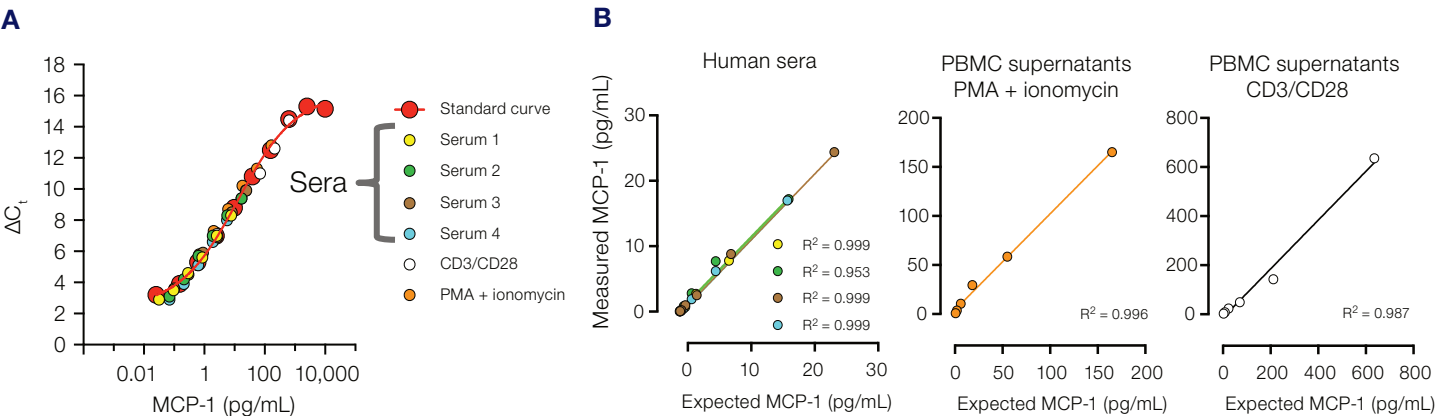 A
18
16
14
12
10
8
6
4
2
0
ΔCt
0.01 1 100 10,000
MCP-1 (pg/mL)
Standard curve
Sera
Serum 1
Serum 2
Serum 3
Serum 4
CD3/CD28
PMA + ionomycin
B
Human sera
Measured MCP-1 (pg/mL)
30
20
10
0
R² = 0.999
R² = 0.953
R² = 0.999
R² = 0.999
0 10 20 30
Expected MCP-1 (pg/mL)
PBMC supernatants
PMA + ionomycin
200
150
100
50
0
R² = 0.996
0 50 100 150 200
Expected MCP-1 (pg/mL)
PBMC supernatants
CD3/CD28
800
600
400
200
0
R² = 0.987
0 200 400 600 800
Expected MCP-1 (pg/mL)